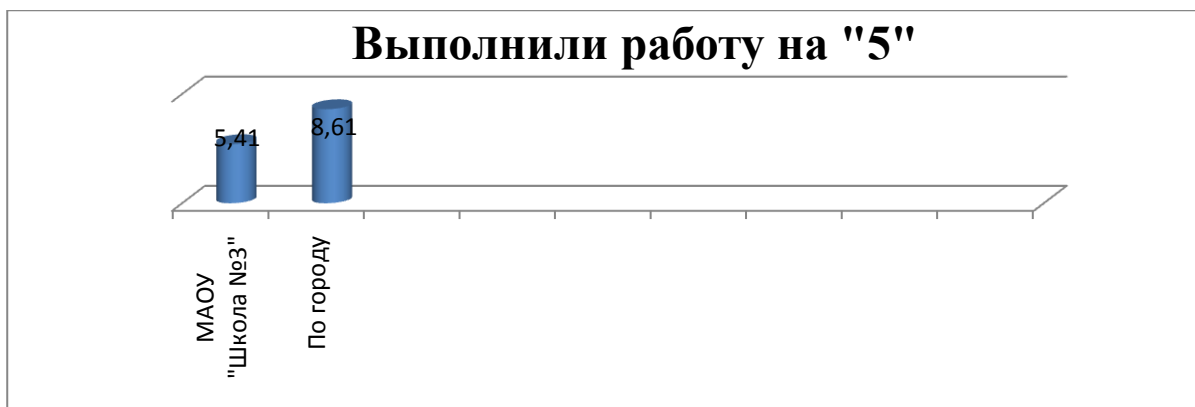 Выполнили работу на "5"
5,41
8,61
МАОУ
"Школа №3"
По городу